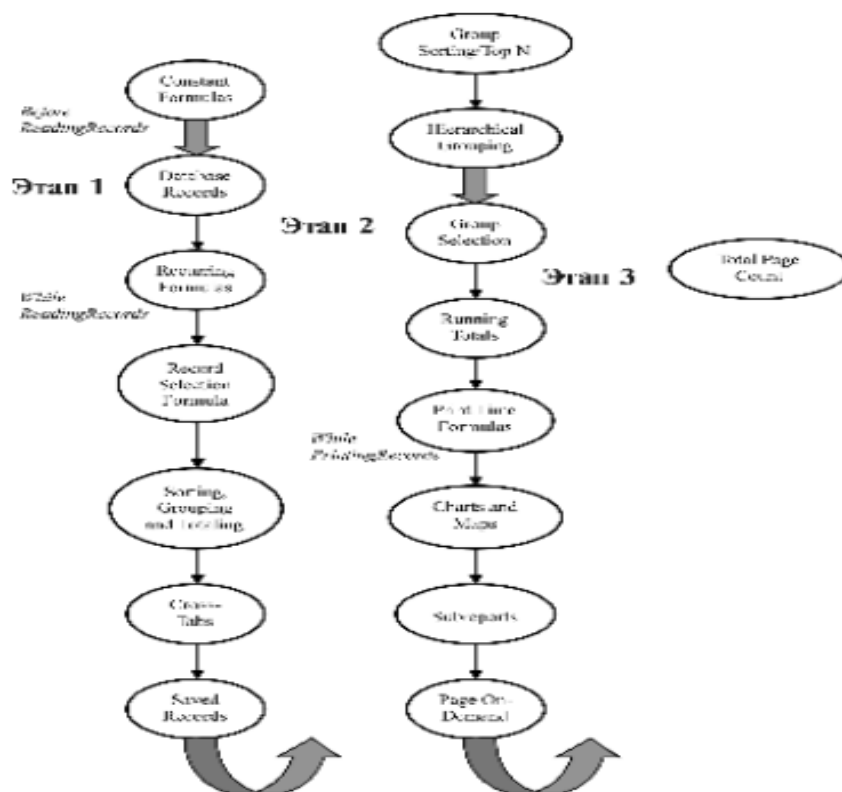 Constant
Formulas
Before
ReadingRecords
Этап 1
Database
Records
Recurring
Formulas
While
ReadingRecords
Record
Selection
Formula
Sorting,
Grouping
and Totaling
Cross-
Tabs
Saved
Records
Group
Sorting/Top N
Hierarchical
Grouping
Этап 2
Group
Selection
Running
Totals
Print Time
Formulas
While
PrintingRecords
Charts and
Maps
Subreports
Page On-
Demand
Этап 3
Total Page
Count